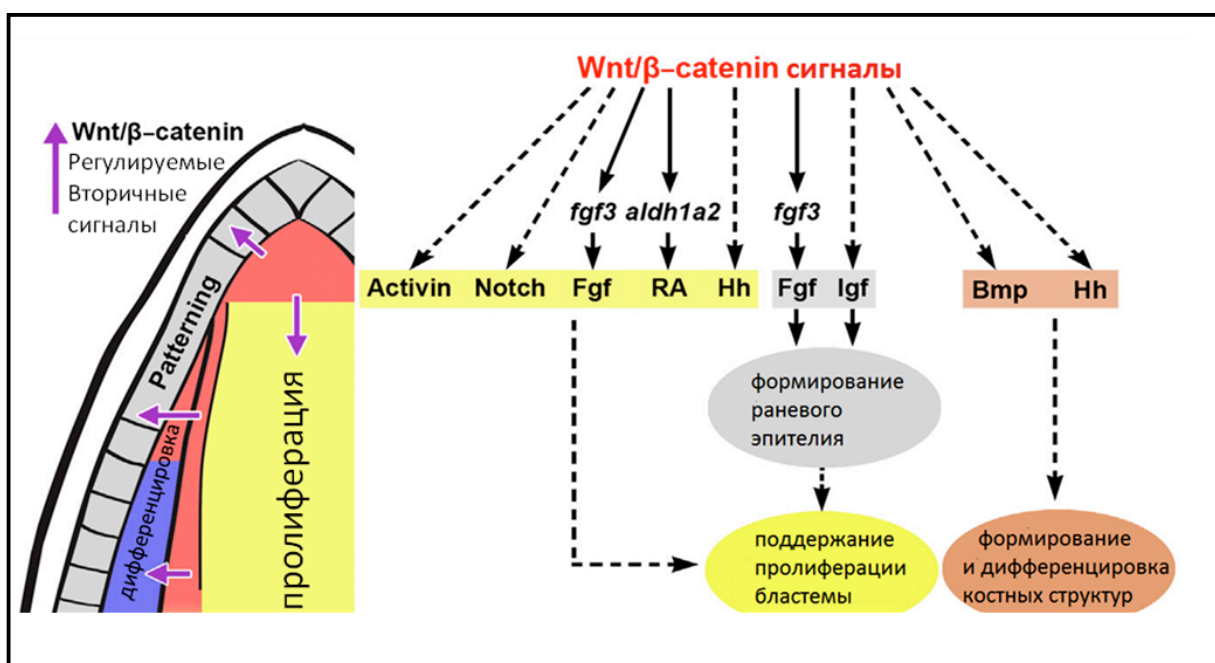 Wnt/β–catenin сигналы
Wnt/β–catenin
Регулируемые
Вторичные
сигналы
Patterning
дифференцировка
пролиферация
fgf3 aldh1a2 fgf3
Activin Notch Fgf RA Hh Fgf Igf Bmp Hh
формирование
раневого
эпителия
поддержание
пролиферации
бластемы
формирование
и дифференцировка
костных структур